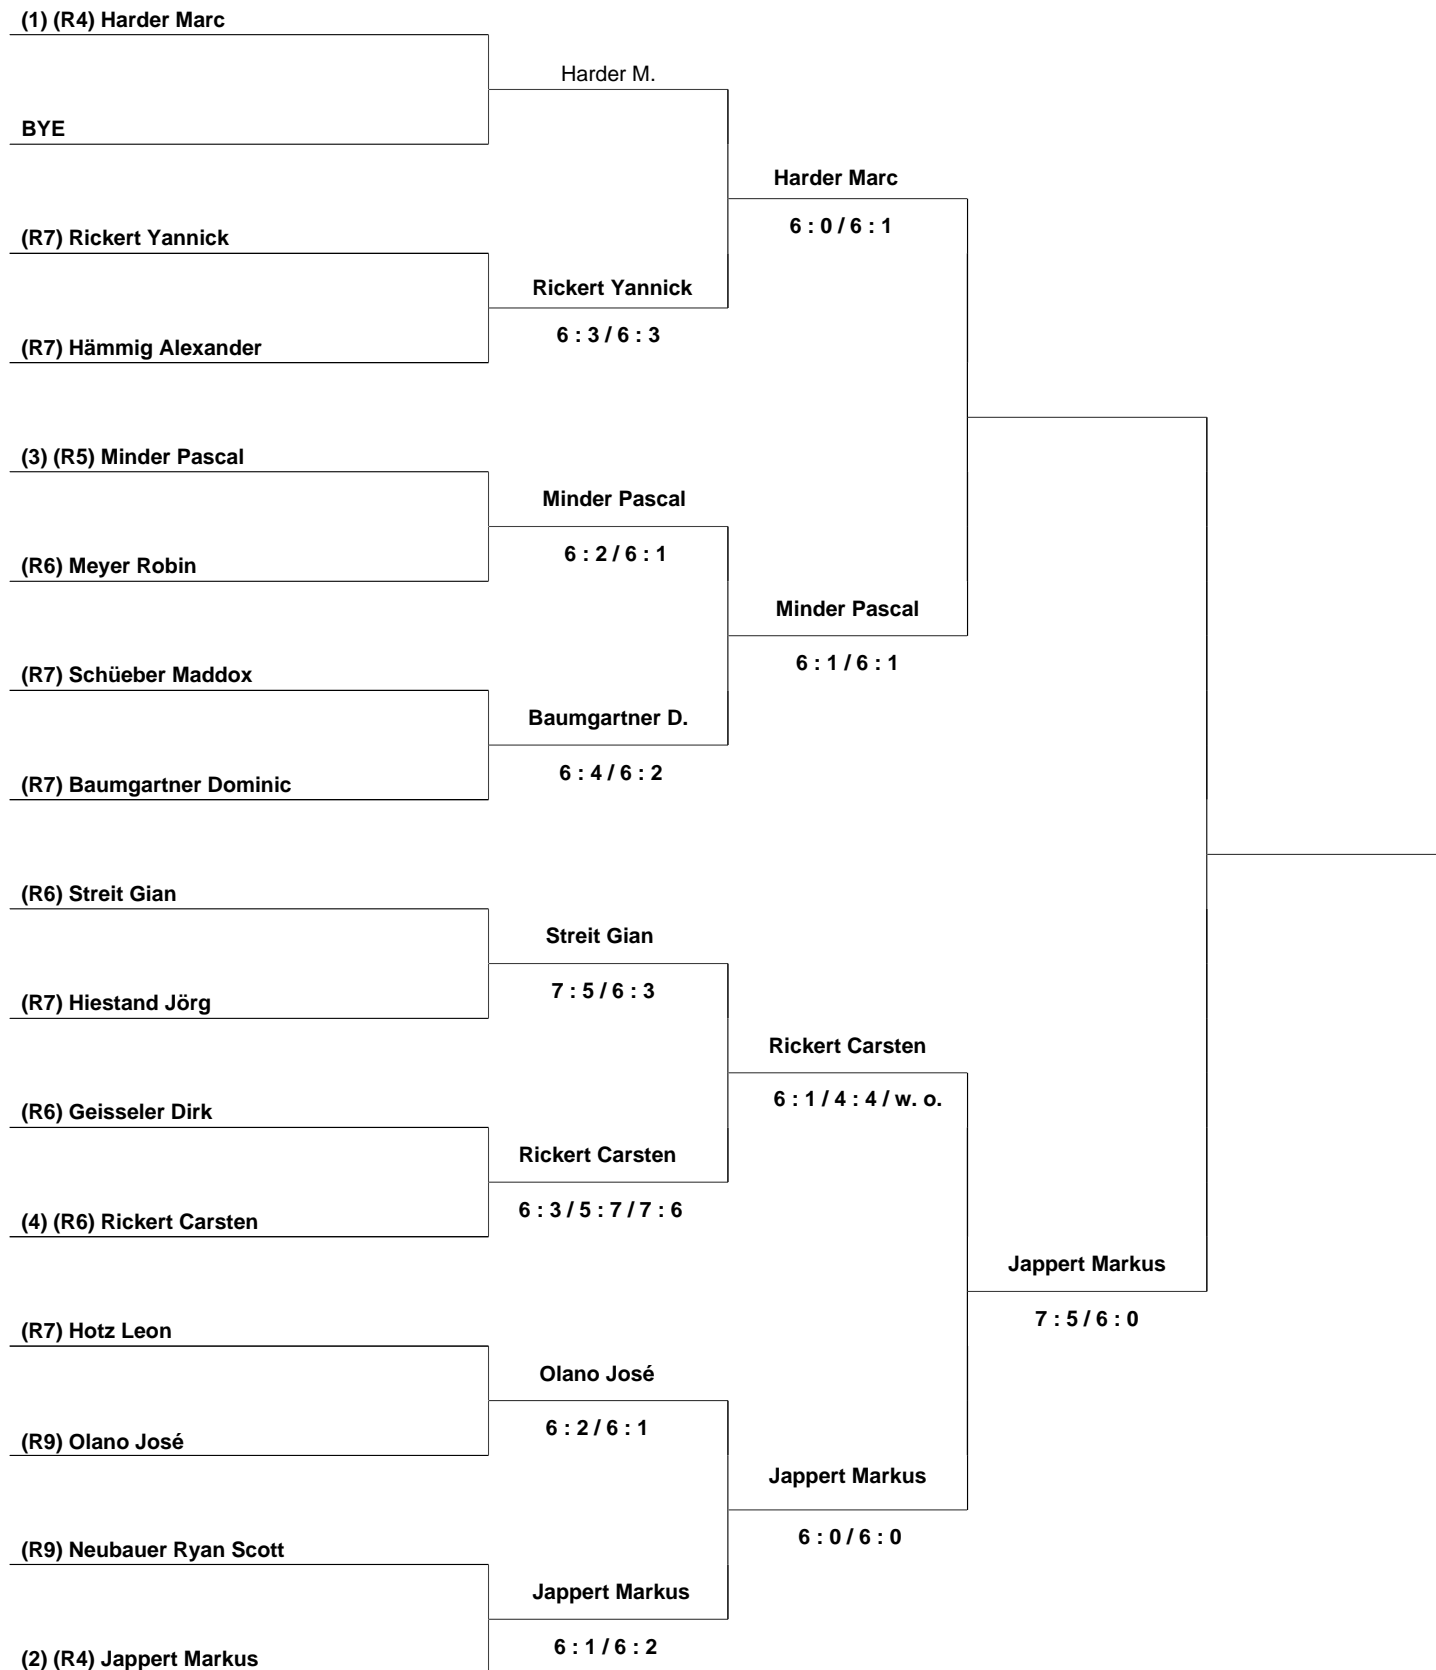 (1) (R4) Harder Marc
Harder M.
BYE
Harder Marc
6 : 0 / 6 : 1
(R7) Rickert Yannick
Rickert Yannick
6 : 3 / 6 : 3
(R7) Hämmig Alexander
(3) (R5) Minder Pascal
Minder Pascal
6 : 2 / 6 : 1
(R6) Meyer Robin
Minder Pascal
6 : 1 / 6 : 1
(R7) Schüeber Maddox
Baumgartner D.
6 : 4 / 6 : 2
(R7) Baumgartner Dominic
(R6) Streit Gian
Streit Gian
7 : 5 / 6 : 3
(R7) Hiestand Jörg
Rickert Carsten
6 : 1 / 4 : 4 / w. o.
(R6) Geisseler Dirk
Rickert Carsten
6 : 3 / 5 : 7 / 7 : 6
(4) (R6) Rickert Carsten
Jappert Markus
7 : 5 / 6 : 0
(R7) Hotz Leon
Olano José
6 : 2 / 6 : 1
(R9) Olano José
Jappert Markus
6 : 0 / 6 : 0
(R9) Neubauer Ryan Scott
Jappert Markus
6 : 1 / 6 : 2
(2) (R4) Jappert Markus